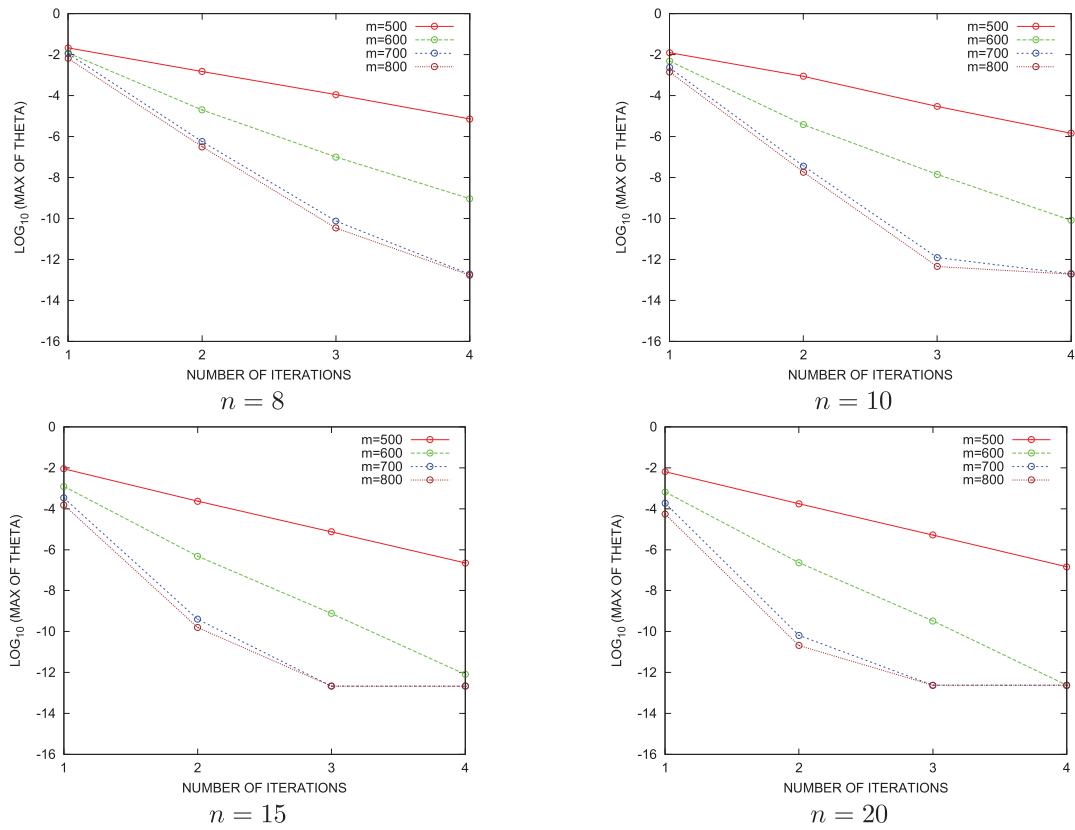 0
-2
-4
-6
-8
-10
-12
-14
-16
1 2 3 4
LOG10 (MAX OF THETA)
NUMBER OF ITERATIONS
m=500
m=600
m=700
m=800
n = 8
0
-2
-4
-6
-8
-10
-12
-14
-16
1 2 3 4
LOG10 (MAX OF THETA)
NUMBER OF ITERATIONS
m=500
m=600
m=700
m=800
n = 10
0
-2
-4
-6
-8
-10
-12
-14
-16
1 2 3 4
LOG10 (MAX OF THETA)
NUMBER OF ITERATIONS
m=500
m=600
m=700
m=800
n = 15
0
-2
-4
-6
-8
-10
-12
-14
-16
1 2 3 4
LOG10 (MAX OF THETA)
NUMBER OF ITERATIONS
m=500
m=600
m=700
m=800
n = 20